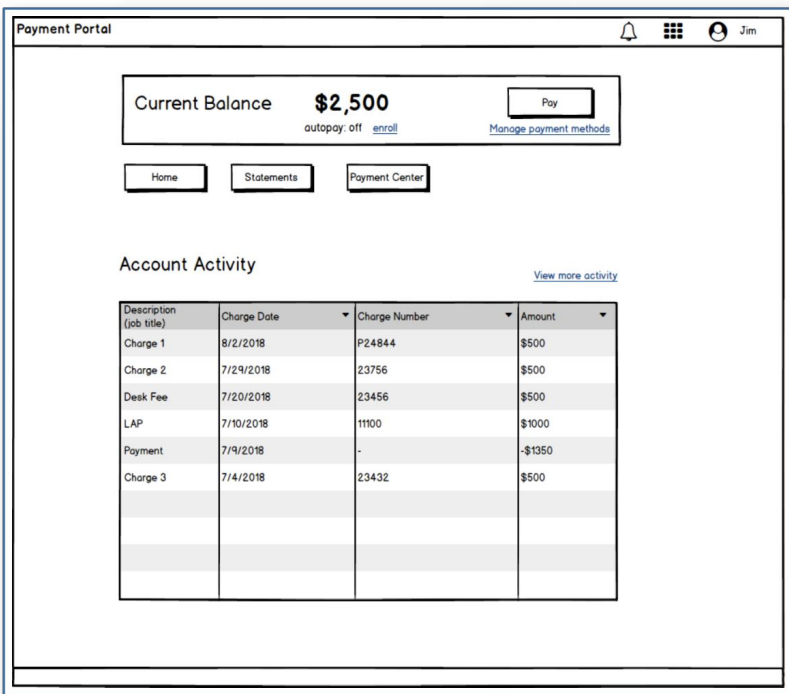 Payment Portal
Jim
Current Balance $2,500 Pay
autopay: off enroll Manage payment methods
Home Statements Payment Center
Account Activity
View more activity
Description
(job title) Charge Date Charge Number Amount
Charge 1 8/2/2018 P24844 $500
Charge 2 7/29/2018 23756 $500
Desk Fee 7/20/2018 23456 $500
LAP 7/10/2018 11100 $1000
Payment 7/9/2018 - -$1350
Charge 3 7/4/2018 23432 $500